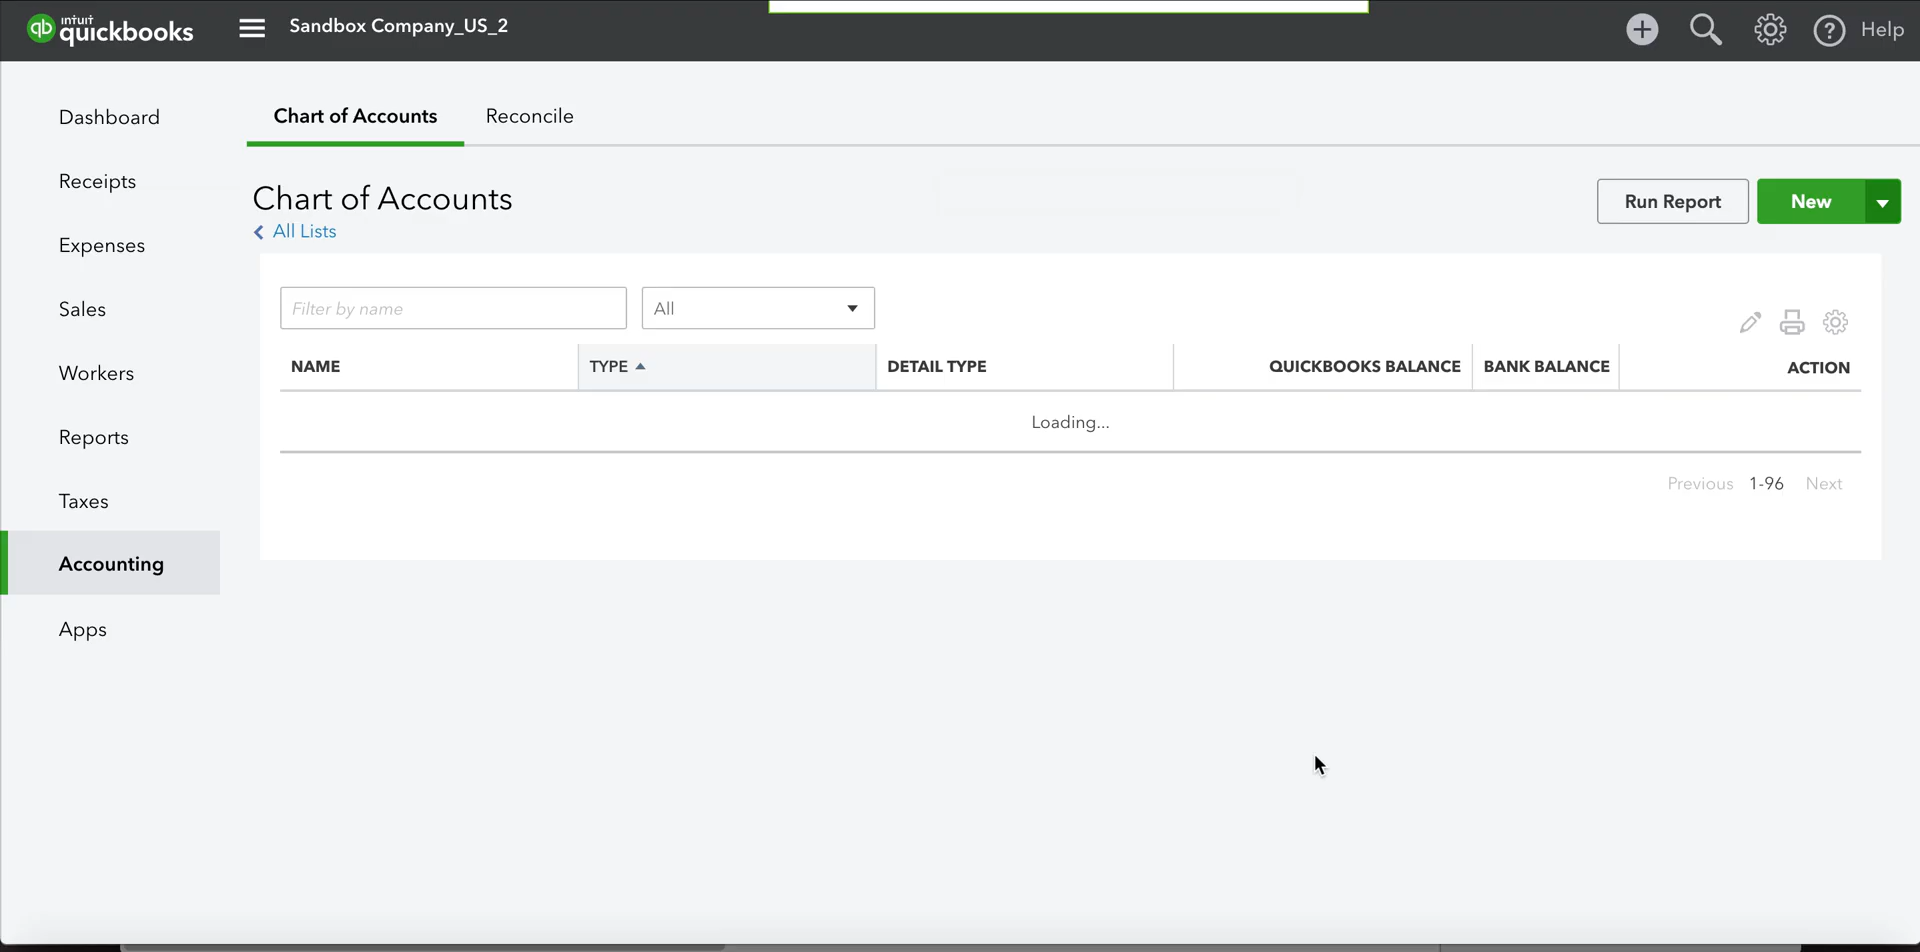 qb intuit quickbooks
Sandbox Company_US_2
? Help
Dashboard
Receipts
Expenses
Sales
Workers
Reports
Taxes
Accounting
Apps
Chart of Accounts Reconcile
Chart of Accounts
All Lists
Run Report New
Filter by name All
NAME TYPE DETAIL TYPE QUICKBOOKS BALANCE BANK BALANCE ACTION
Loading...
Previous 1-96 Next